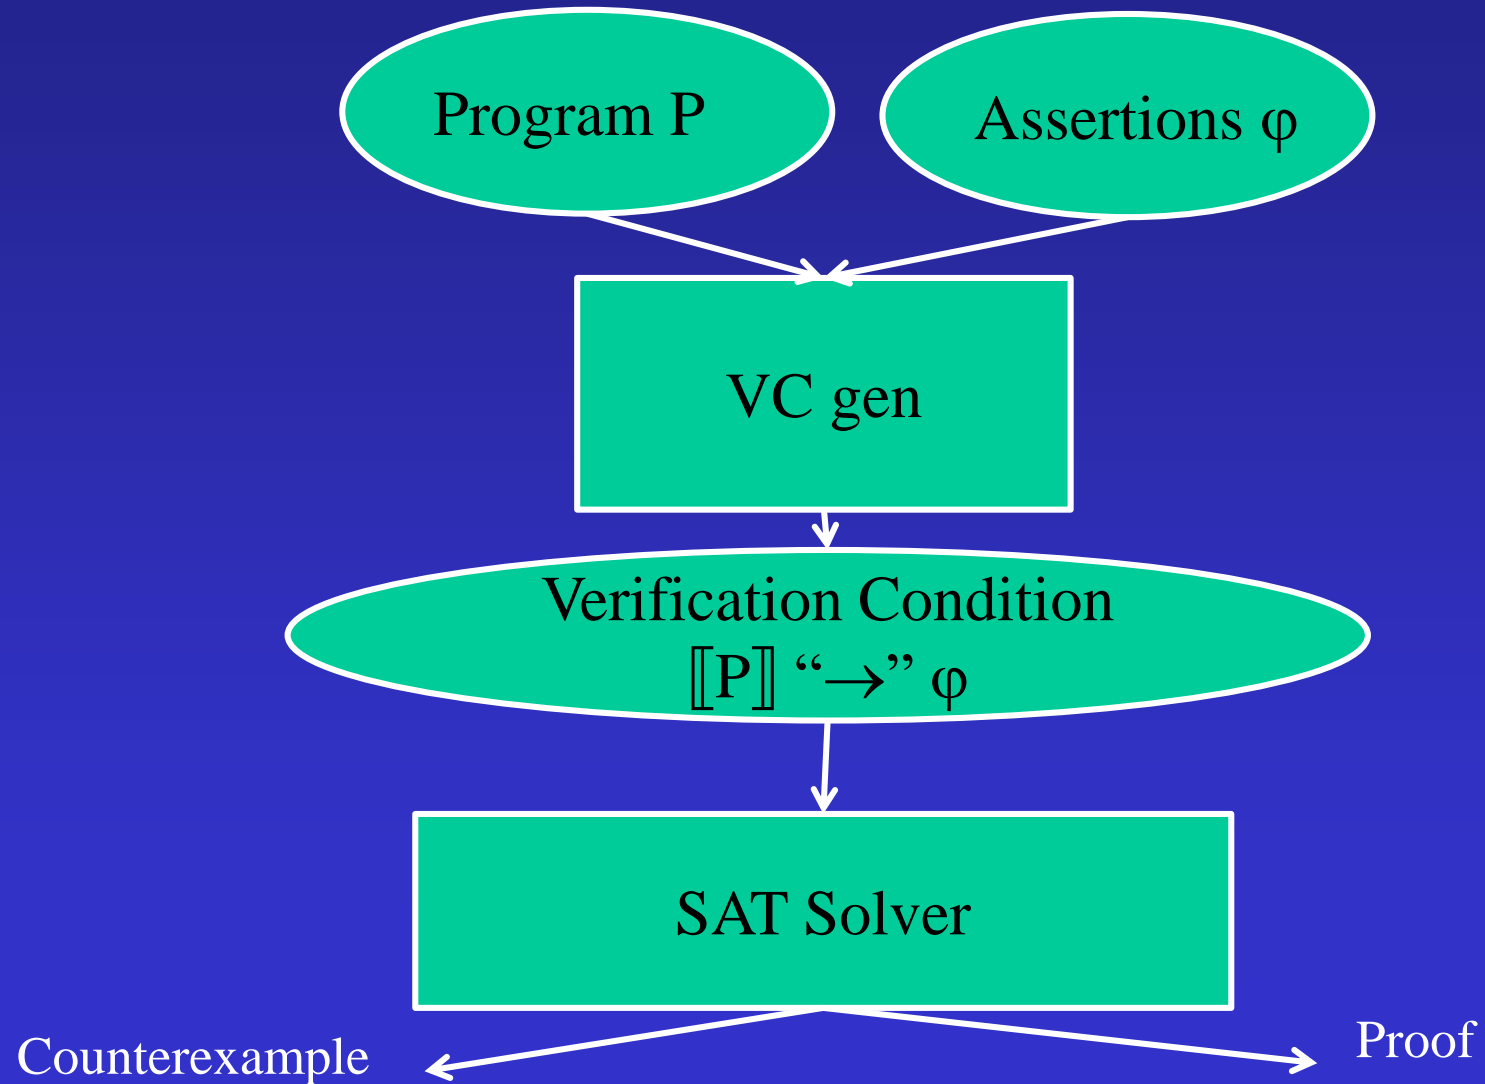 Program P
Assertions φ
VC gen
Verification Condition
⟦P⟧ “→” φ
SAT Solver
Counterexample
Proof